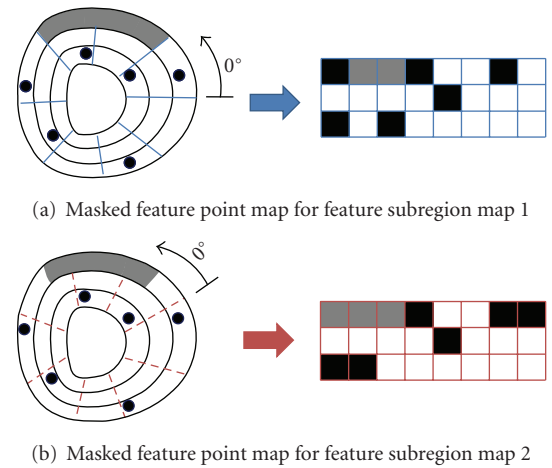 0°
(a) Masked feature point map for feature subregion map 1
0°
(b) Masked feature point map for feature subregion map 2